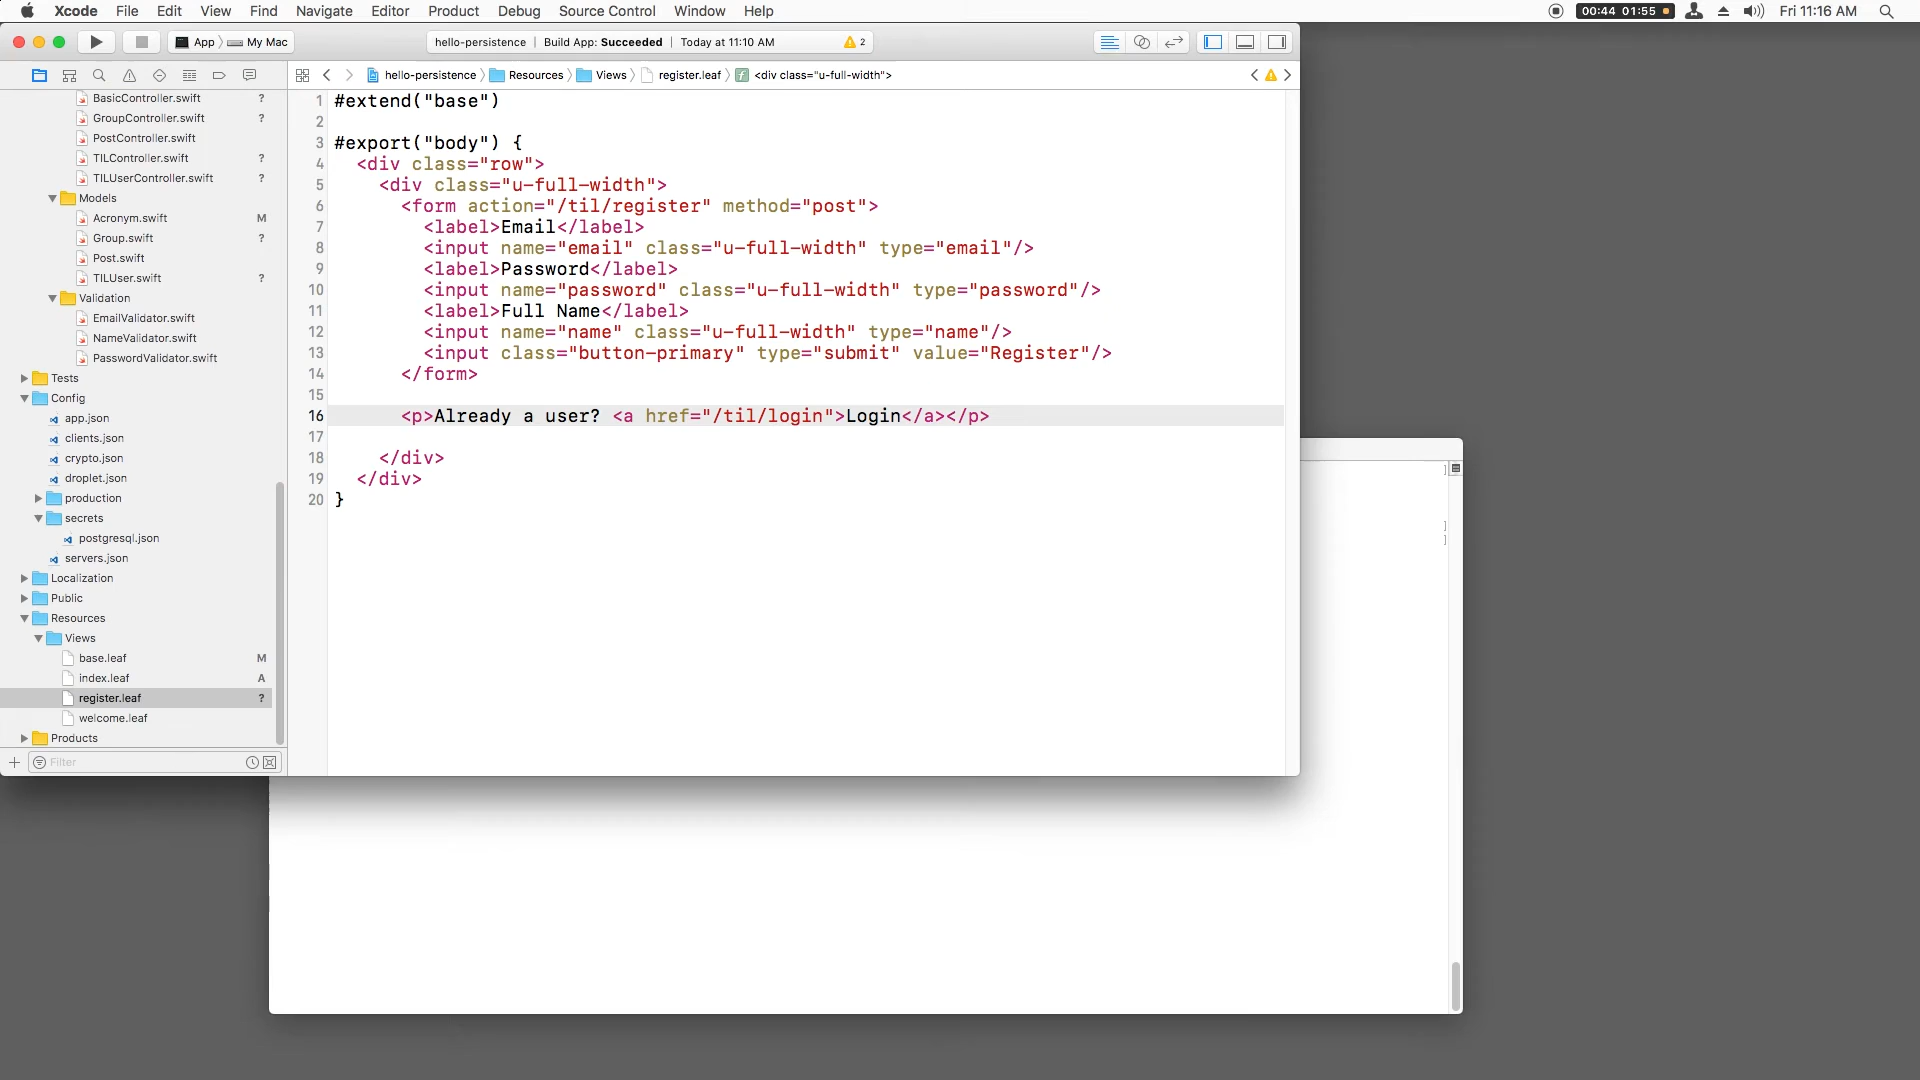 Xcode File Edit View Find Navigate Editor Product Debug Source Control Window Help 00:44 01:55 Fri 11:16 AM
App My Mac hello-persistence Build App: Succeeded Today at 11:10 AM 2
hello-persistence Resources Views register.leaf f <div class="u-full-width">
BasicController.swift ?
GroupController.swift ?
PostController.swift
TILController.swift ?
TILUserController.swift ?
Models
Acronym.swift M
Group.swift ?
Post.swift
TILUser.swift ?
Validation
EmailValidator.swift
NameValidator.swift
PasswordValidator.swift
Tests
Config
app.json
clients.json
crypto.json
droplet.json
production
secrets
postgresql.json
servers.json
Localization
Public
Resources
Views
base.leaf M
index.leaf A
register.leaf ?
welcome.leaf
Products
Filter
1 #extend("base")
2
3 #export("body") {
4 <div class="row">
5 <div class="u-full-width">
6 <form action="/til/register" method="post">
7 <label>Email</label>
8 <input name="email" class="u-full-width" type="email"/>
9 <label>Password</label>
10 <input name="password" class="u-full-width" type="password"/>
11 <label>Full Name</label>
12 <input name="name" class="u-full-width" type="name"/>
13 <input class="button-primary" type="submit" value="Register"/>
14 </form>
15
16 <p>Already a user? <a href="/til/login">Login</a></p>
17
18 </div>
19 </div>
20 }
]
]
]